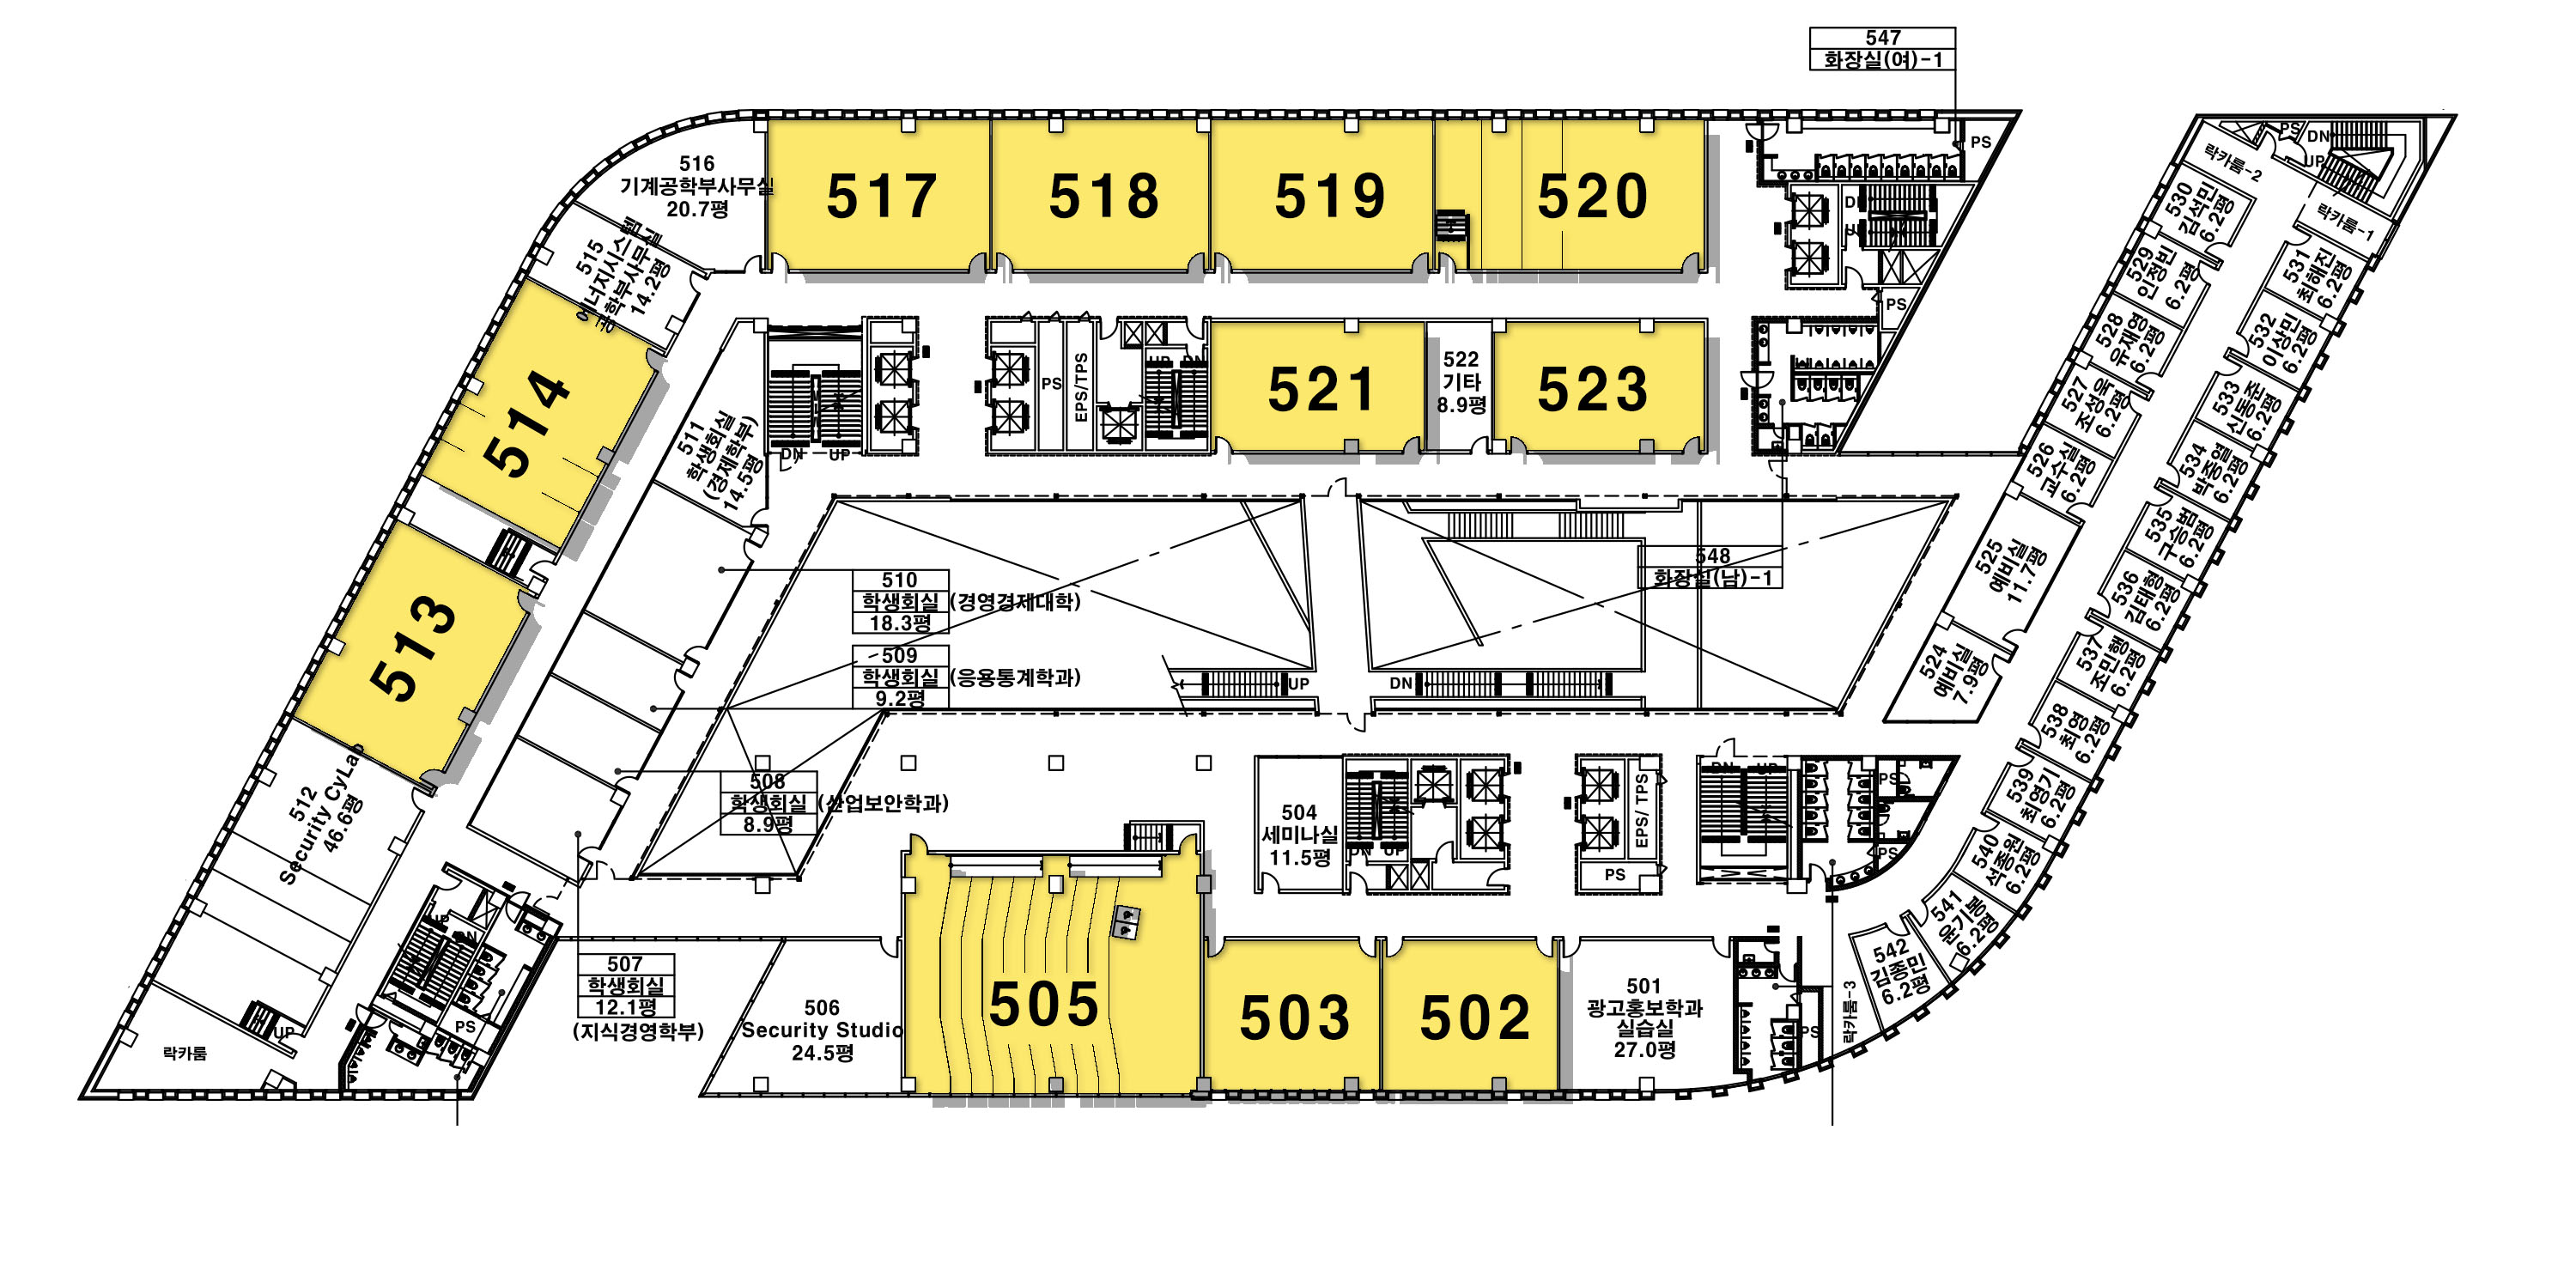 547
화장실(여)-1
516
기계공학부사무실
20.7평
517
518
519
520
PS
DN
UP
515
에너지시스템
공학부사무실
14.2평
514
513
512
Security CyLab
46.6평
락카룸
UP
511
학생회실
(경제학부)
14.5평
DN
UP
PS
EPS/TPS
UP
DN
521
522
기타
8.9평
523
PS
510
학생회실 (경영경제대학)
18.3평
509
학생회실 (응용통계학과)
9.2평
508
학생회실 (산업보안학과)
8.9평
507
학생회실
12.1평
(지식경영학부)
548
화장실(남)-1
UP
DN
UP
DN
PS
506
Security Studio
24.5평
505
504
세미나실
11.5평
DN
UP
503
502
EPS/ TPS
PS
DN
UP
501
광고홍보학과
실습실
27.0평
PS
PS
PS
락카룸-3
락카룸-2
PS
DN
UP
락카룸-1
530
김석민
6.2평
529
인정빈
6.2평
528
유재영
6.2평
527
조성욱
6.2평
526
교수실
6.2평
525
예비실
11.7평
524
예비실
7.9평
531
최해진
6.2평
532
이상민
6.2평
533
신동준
6.2평
534
박종열
6.2평
535
구승범
6.2평
536
김태형
6.2평
537
조민행
6.2평
538
최영
6.2평
539
최영기
6.2평
540
석종원
6.2평
541
윤기봉
6.2평
542
김종민
6.2평